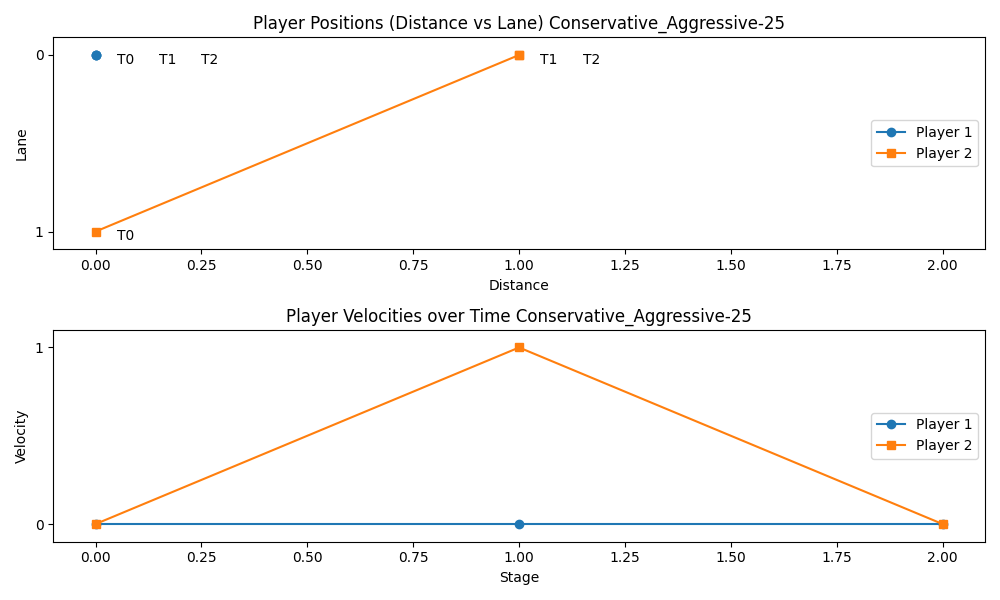 Player Positions (Distance vs Lane) Conservative_Aggressive-25
0
T0 T1 T2 T1 T2
Lane
Player 1
Player 2
1
T0
0.00 0.25 0.50 0.75 1.00 1.25 1.50 1.75 2.00
Distance
Player Velocities over Time Conservative_Aggressive-25
1
Velocity
Player 1
Player 2
0
0.00 0.25 0.50 0.75 1.00 1.25 1.50 1.75 2.00
Stage